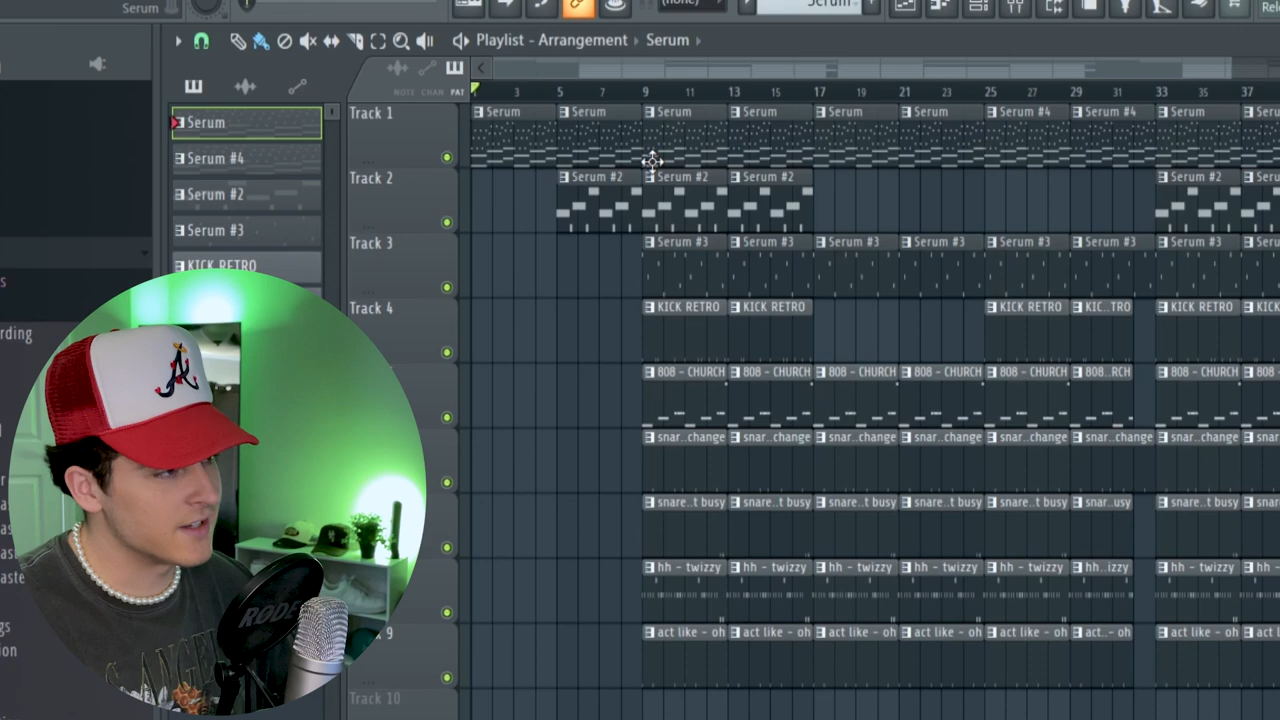 Serum
(none)
Serum
Playlist - Arrangement › Serum ›
NOTE CHAN PAT
3 5 7 9 11 13 15 17 19 21 23 25 27 29 31 33 35 37
Serum
Serum #4
Serum #2
Serum #3
KICK RETRO
Track 1
Serum Serum Serum Serum Serum Serum Serum #4 Serum #4 Serum
Track 2
Serum #2 Serum #2 Serum #2 Serum #2
Track 3
Serum #3 Serum #3 Serum #3 Serum #3 Serum #3 Serum #3 Serum #3
Track 4
KICK RETRO KICK RETRO KICK RETRO KIC..TRO KICK RETRO
808 - CHURCH 808 - CHURCH 808 - CHURCH 808 - CHURCH 808 - CHURCH 808..RCH 808 - CHURCH 808 -
snar..change snar..change snar..change snar..change snar..change snar..change snar..change
snare..t busy snare..t busy snare..t busy snare..t busy snare..t busy snar..usy snare..t busy
hh - twizzy hh - twizzy hh - twizzy hh - twizzy hh - twizzy hh..izzy hh - twizzy
9
act like - oh act like - oh act like - oh act like - oh act like - oh act..- oh act like - oh
Track 10
rding
RØDE
A